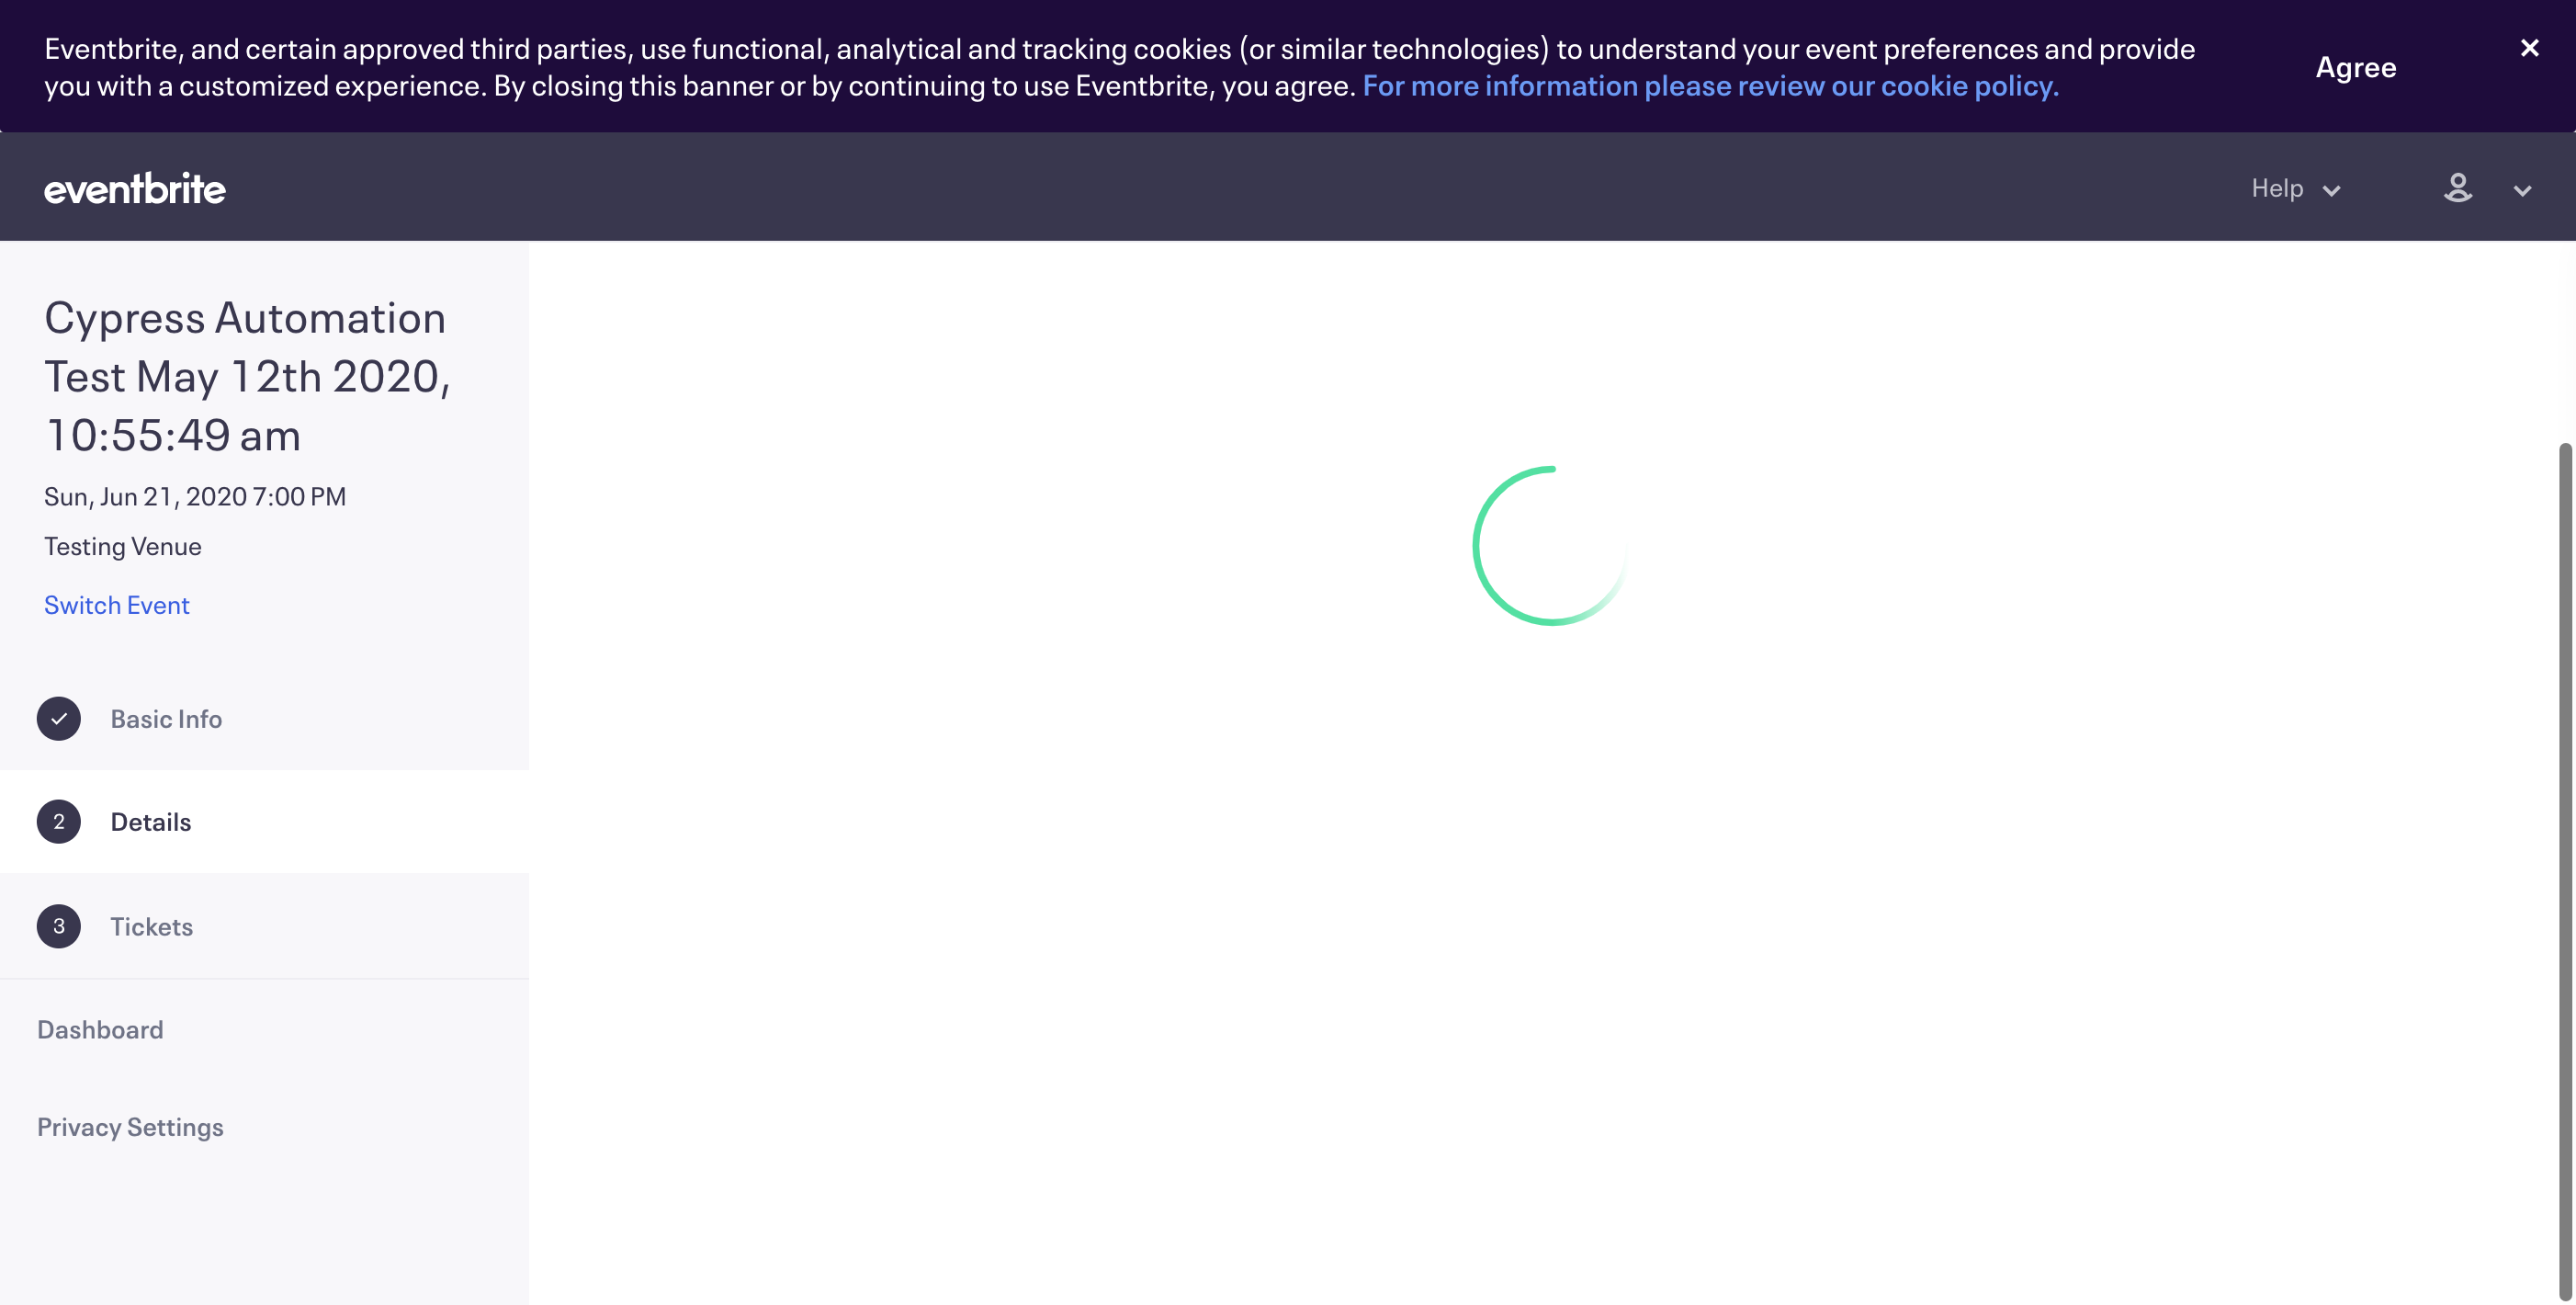 Eventbrite, and certain approved third parties, use functional, analytical and tracking cookies (or similar technologies) to understand your event preferences and provide
you with a customized experience. By closing this banner or by continuing to use Eventbrite, you agree. For more information please review our cookie policy.
Agree
eventbrite
Help
Cypress Automation
Test May 12th 2020,
10:55:49 am
Sun, Jun 21, 2020 7:00 PM
Testing Venue
Switch Event
Basic Info
2 Details
3 Tickets
Dashboard
Privacy Settings